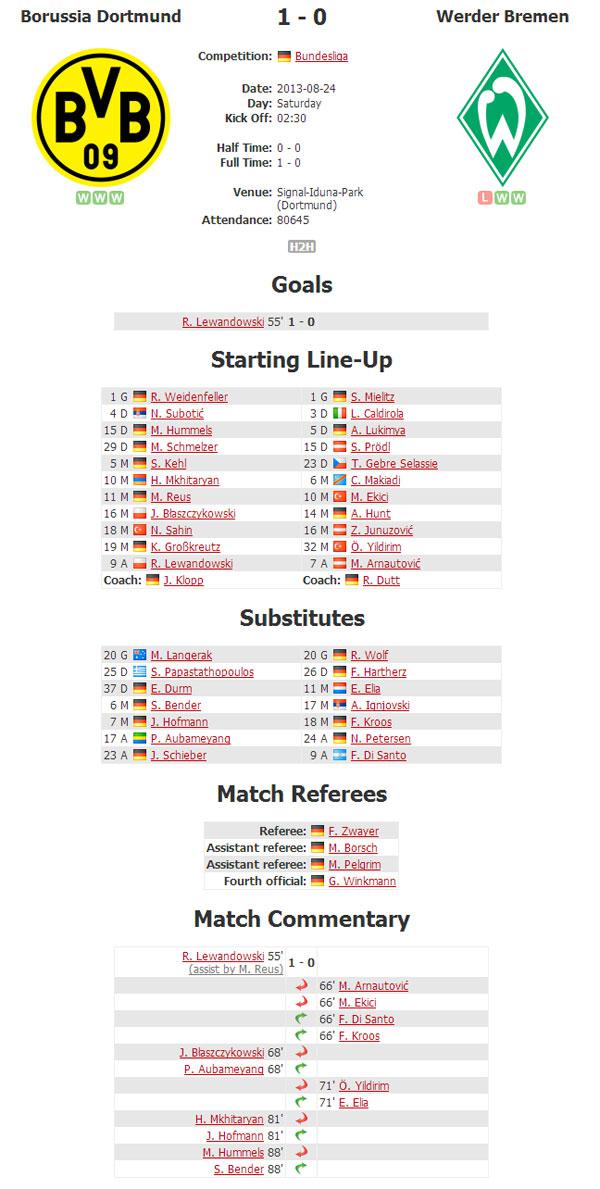 Borussia Dortmund 1 - 0 Werder Bremen
BVB
09
W
Competition: Bundesliga
Date: 2013-08-24
Day: Saturday
Kick Off: 02:30
Half Time: 0 - 0
Full Time: 1 - 0
Venue: Signal-Iduna-Park
(Dortmund)
Attendance: 80645
W W W
L W W
H2H
Goals
R. Lewandowski 55' 1 - 0
Starting Line-Up
1 G R. Weidenfeller 1 G S. Mielitz
4 D N. Subotić 3 D L. Caldirola
15 D M. Hummels 5 D A. Lukimya
29 D M. Schmelzer 15 D S. Prödl
5 M S. Kehl 23 D T. Gebre Selassie
10 M H. Mkhitaryan 6 M C. Makiadi
11 M M. Reus 10 M M. Ekici
16 M J. Błaszczykowski 14 M A. Hunt
18 M N. Sahin 16 M Z. Junuzović
19 M K. Großkreutz 32 M Ö. Yildirim
9 A R. Lewandowski 7 A M. Arnautović
Coach: J. Klopp Coach: R. Dutt
Substitutes
20 G M. Langerak 20 G R. Wolf
25 D S. Papastathopoulos 26 D F. Hartherz
37 D E. Durm 11 M E. Elia
6 M S. Bender 17 M A. Ignjovski
7 M J. Hofmann 18 M F. Kroos
17 A P. Aubameyang 24 A N. Petersen
23 A J. Schieber 9 A F. Di Santo
Match Referees
Referee: F. Zwayer
Assistant referee: M. Borsch
Assistant referee: M. Pelgrim
Fourth official: G. Winkmann
Match Commentary
R. Lewandowski 55' 1 - 0
(assist by M. Reus)
66' M. Arnautović
66' M. Ekici
66' F. Di Santo
66' F. Kroos
J. Błaszczykowski 68'
P. Aubameyang 68'
71' Ö. Yildirim
71' E. Elia
H. Mkhitaryan 81'
J. Hofmann 81'
M. Hummels 88'
S. Bender 88'